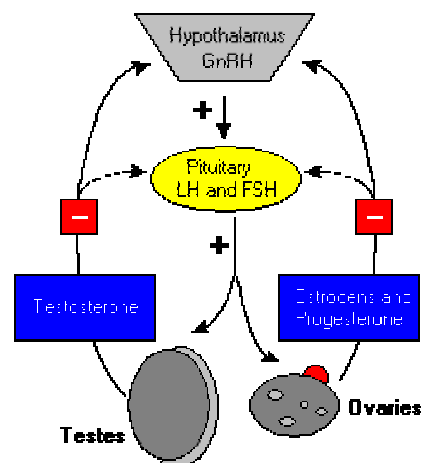 Hypothalamus
GnRH
+
Pituitary
LH and FSH
−
−
+
Testosterone
Estrogens and
Progesterone
Ovaries
Testes